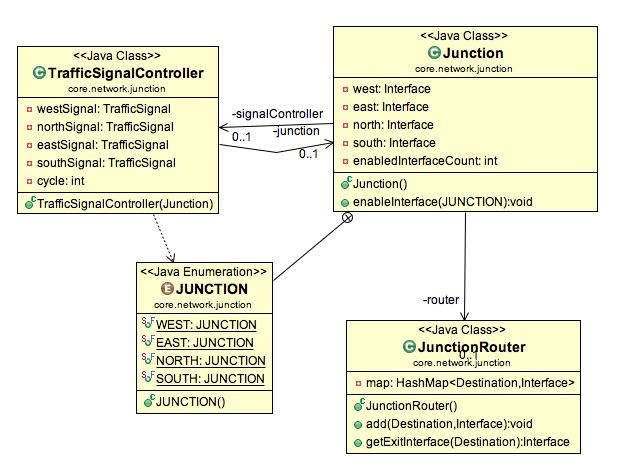 <<Java Class>>
C TrafficSignalController
core.network.junction
westSignal: TrafficSignal
northSignal: TrafficSignal
eastSignal: TrafficSignal
southSignal: TrafficSignal
cycle: int
C TrafficSignalController(Junction)
-signalController
0..1
-junction
0..1
<<Java Class>>
C Junction
core.network.junction
west: Interface
east: Interface
north: Interface
south: Interface
enabledInterfaceCount: int
C Junction()
enableInterface(JUNCTION):void
<<Java Enumeration>>
E JUNCTION
core.network.junction
S F WEST: JUNCTION
S F EAST: JUNCTION
S F NORTH: JUNCTION
S F SOUTH: JUNCTION
C JUNCTION()
-router
0..1
<<Java Class>>
C JunctionRouter
core.network.junction
map: HashMap<Destination,Interface>
C JunctionRouter()
add(Destination,Interface):void
getExitInterface(Destination):Interface